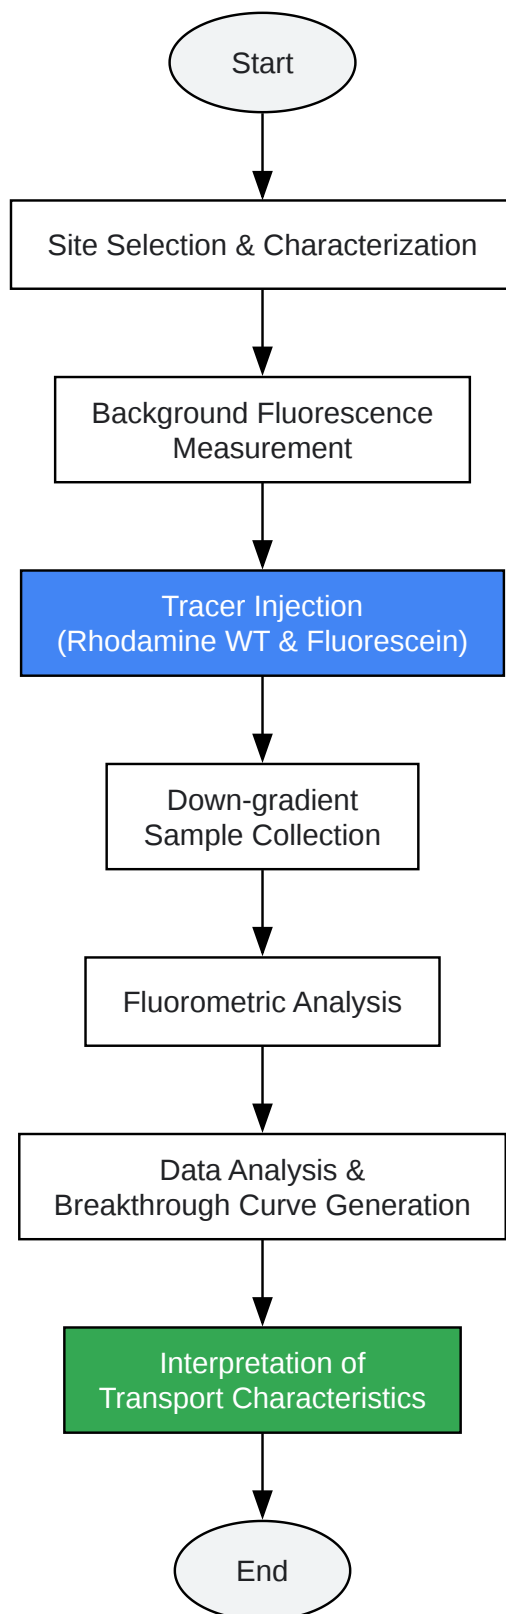 Start
Site Selection & Characterization
Background Fluorescence
Measurement
Tracer Injection
(Rhodamine WT & Fluorescein)
Down-gradient
Sample Collection
Fluorometric Analysis
Data Analysis &
Breakthrough Curve Generation
Interpretation of
Transport Characteristics
End